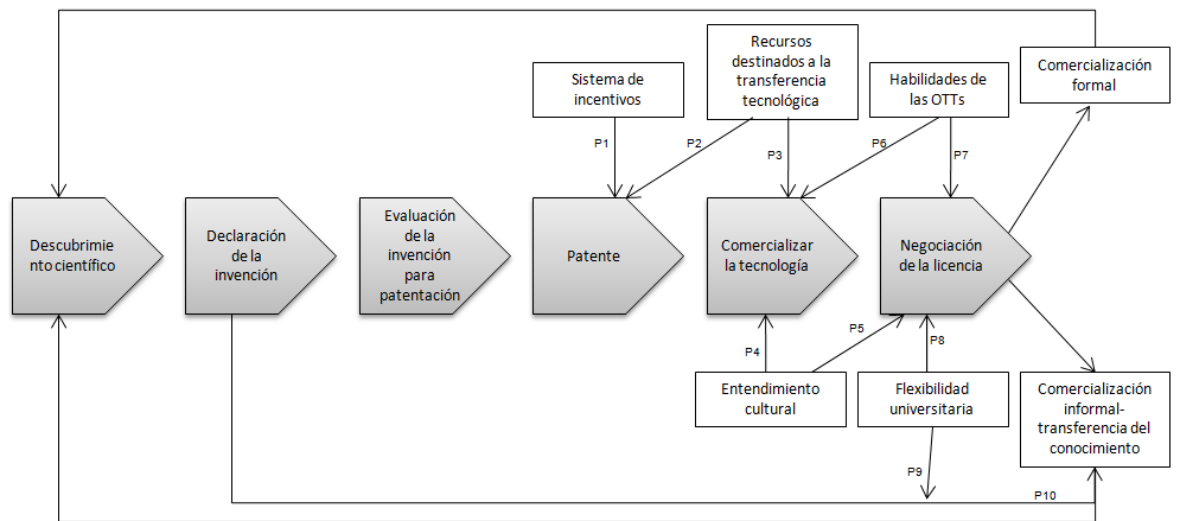 Recursos
destinados a la
transferencia
tecnológica
Sistema de
incentivos
Habilidades de
las OTTs
Comercialización
formal
P1
P2
P3
P6
P7
Descubrimie
nto científico
Declaración
de la
invención
Evaluación
de la
invención
para
patentación
Patente
Comercializar
la tecnología
Negociación
de la licencia
P4
P5
P8
Entendimiento
cultural
Flexibilidad
universitaria
Comercialización
informal-
transferencia del
conocimiento
P9
P10